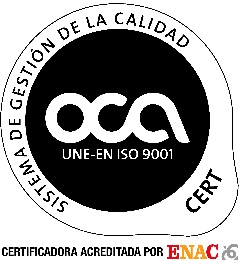 SISTEMA DE GESTIÓN DE LA CALIDAD
oca
UNE-EN ISO 9001
CERT
CERTIFICADORA ACREDITADA POR ENAC